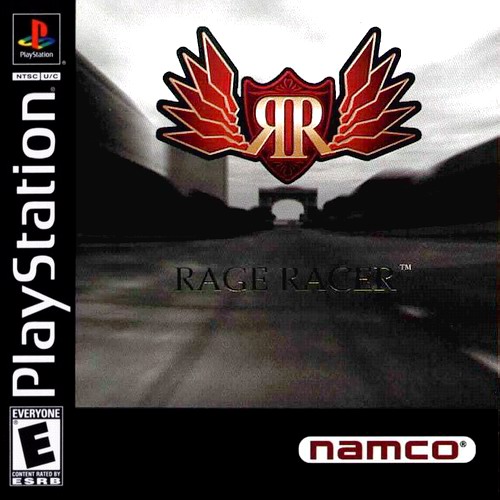 PlayStation
NTSC U/C
PlayStation
RR
RAGE RACER™
EVERYONE
E
CONTENT RATED BY
ESRB
namco®